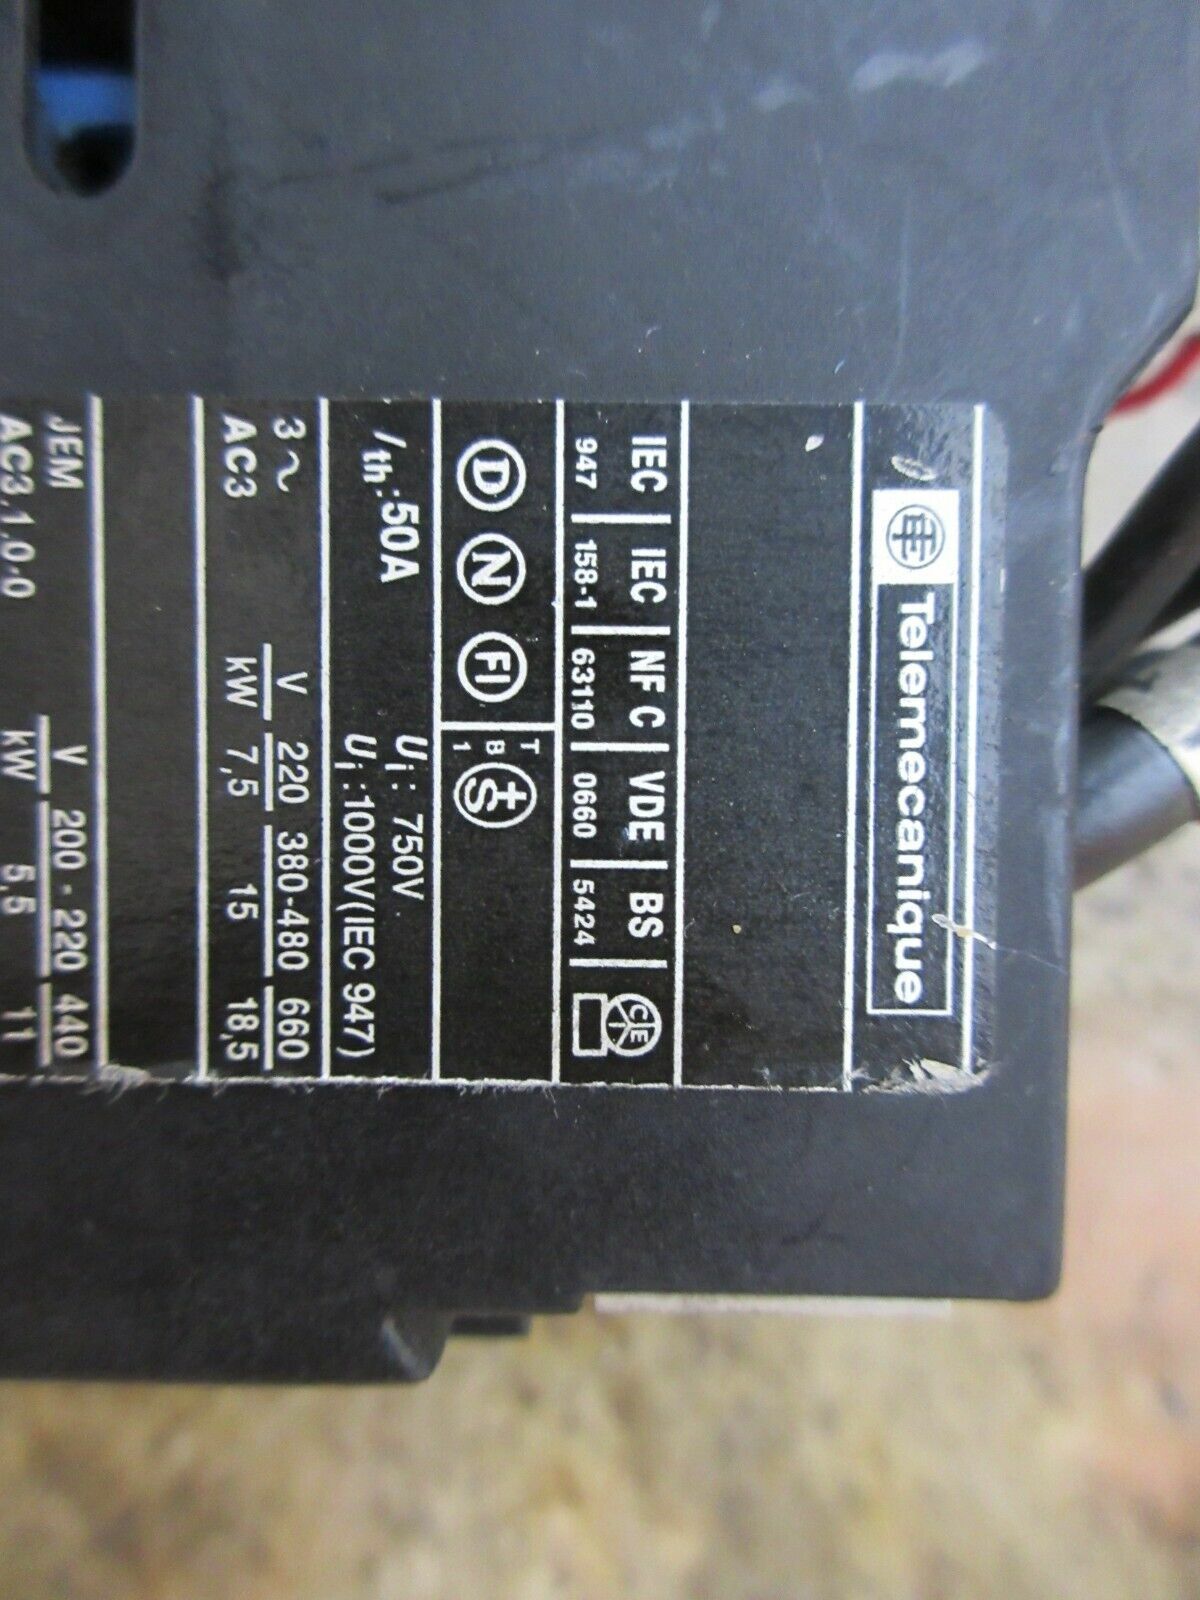 Telemecanique
IEC IEC NF C VDE BS
947 158-1 63110 0660 5424
CE
D N FI T B 1 S
Ith:50A Ui: 750V
Ui:1000V(IEC 947)
3~ V 220 380-480 660
AC3 kW 7,5 15 18,5
JEM V 200-220 440
AC3.1.0.0 kW 5,5 11